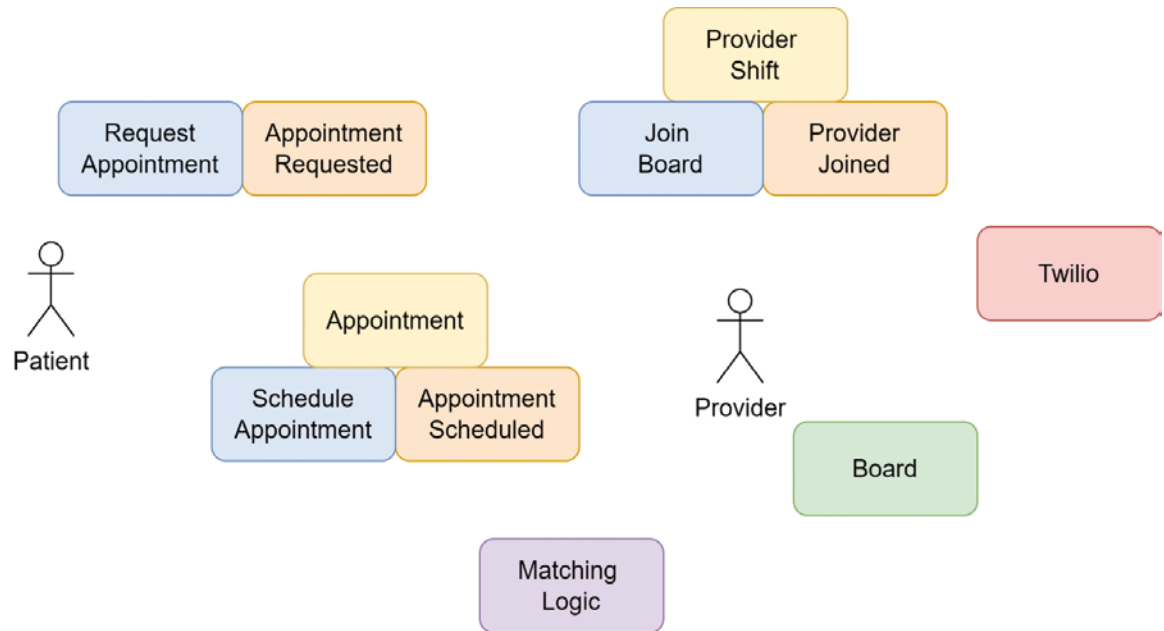 Provider
Shift
Request
Appointment
Appointment
Requested
Join
Board
Provider
Joined
Twilio
Appointment
Patient
Provider
Schedule
Appointment
Appointment
Scheduled
Board
Matching
Logic